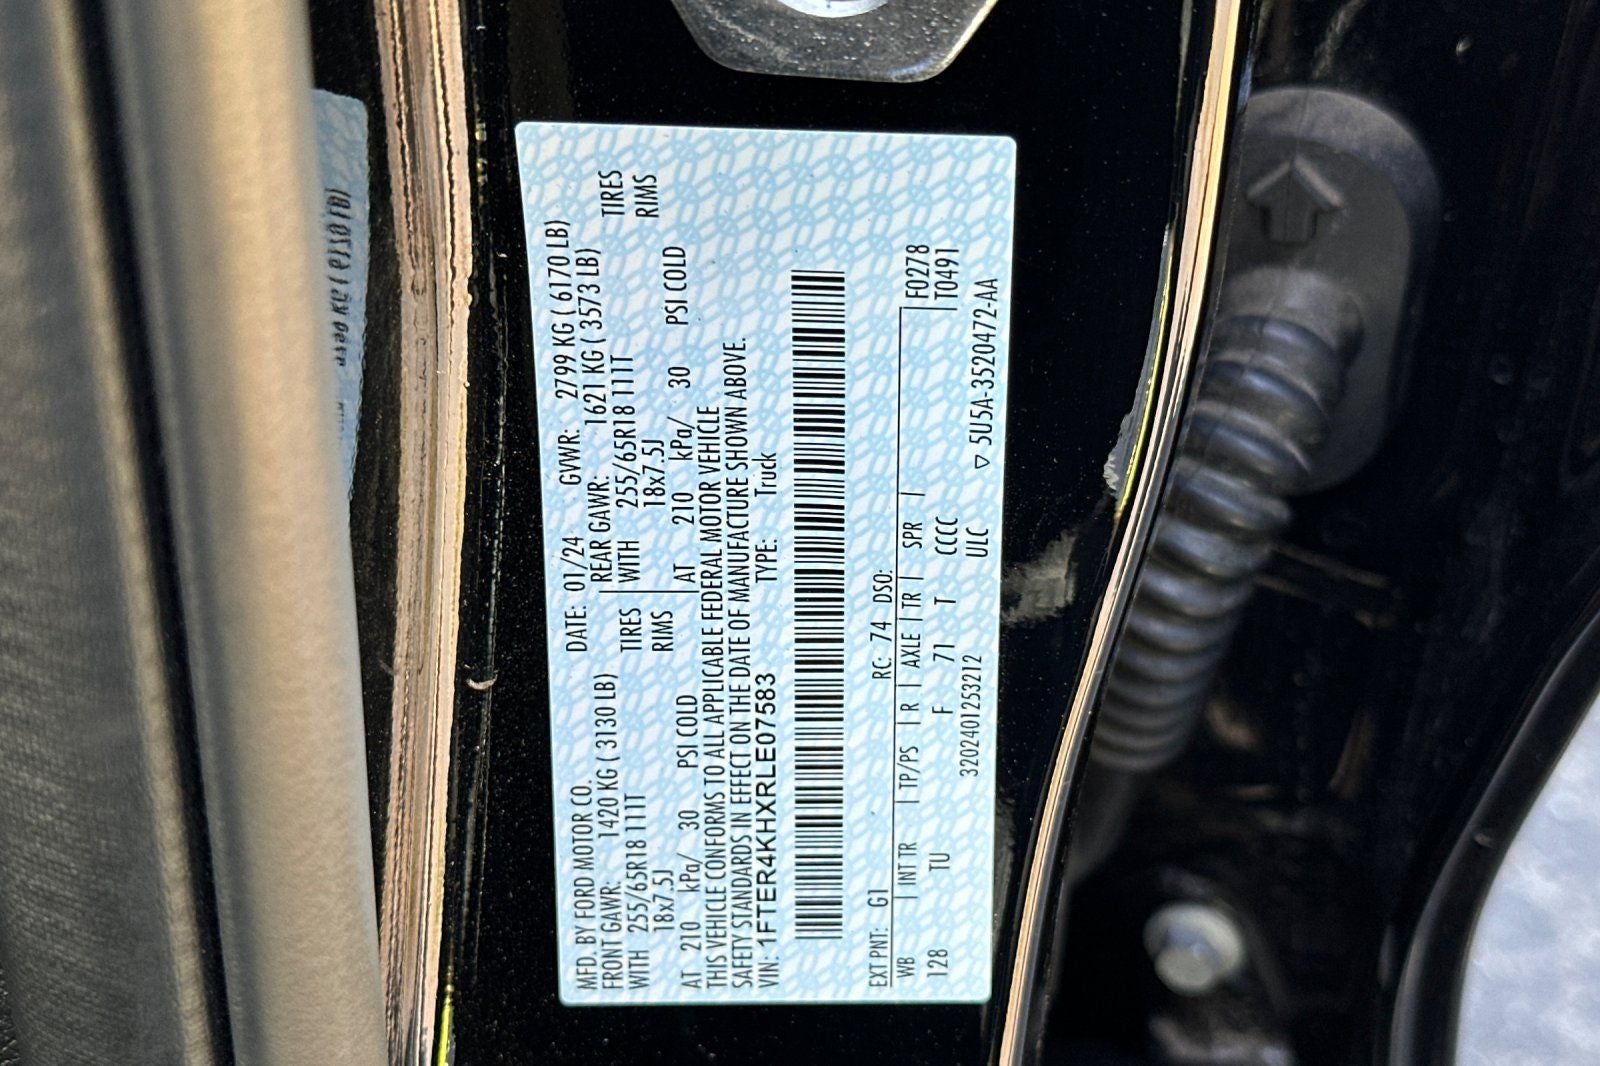 MFD. BY FORD MOTOR CO.
DATE: 01/24 GVWR: 2799 KG ( 6170 LB)
FRONT GAWR: 1420 KG ( 3130 LB)
REAR GAWR: 1621 KG ( 3573 LB)
WITH 255/65R18 111T TIRES
WITH 255/65R18 111T TIRES
18x7.5J RIMS
18x7.5J RIMS
AT 210 kPa/ 30 PSI COLD
AT 210 kPa/ 30 PSI COLD
THIS VEHICLE CONFORMS TO ALL APPLICABLE FEDERAL MOTOR VEHICLE
SAFETY STANDARDS IN EFFECT ON THE DATE OF MANUFACTURE SHOWN ABOVE.
VIN: 1FTER4KHXRLE07583 TYPE: Truck
EXT PNT: G1 RC: 74 DSO:
WB | INT TR | TP/PS | R | AXLE | TR | SPR | F0278
128 TU F 71 T CCCC T0491
3202401253212 ULC ▽ 5U5A-3520472-AA